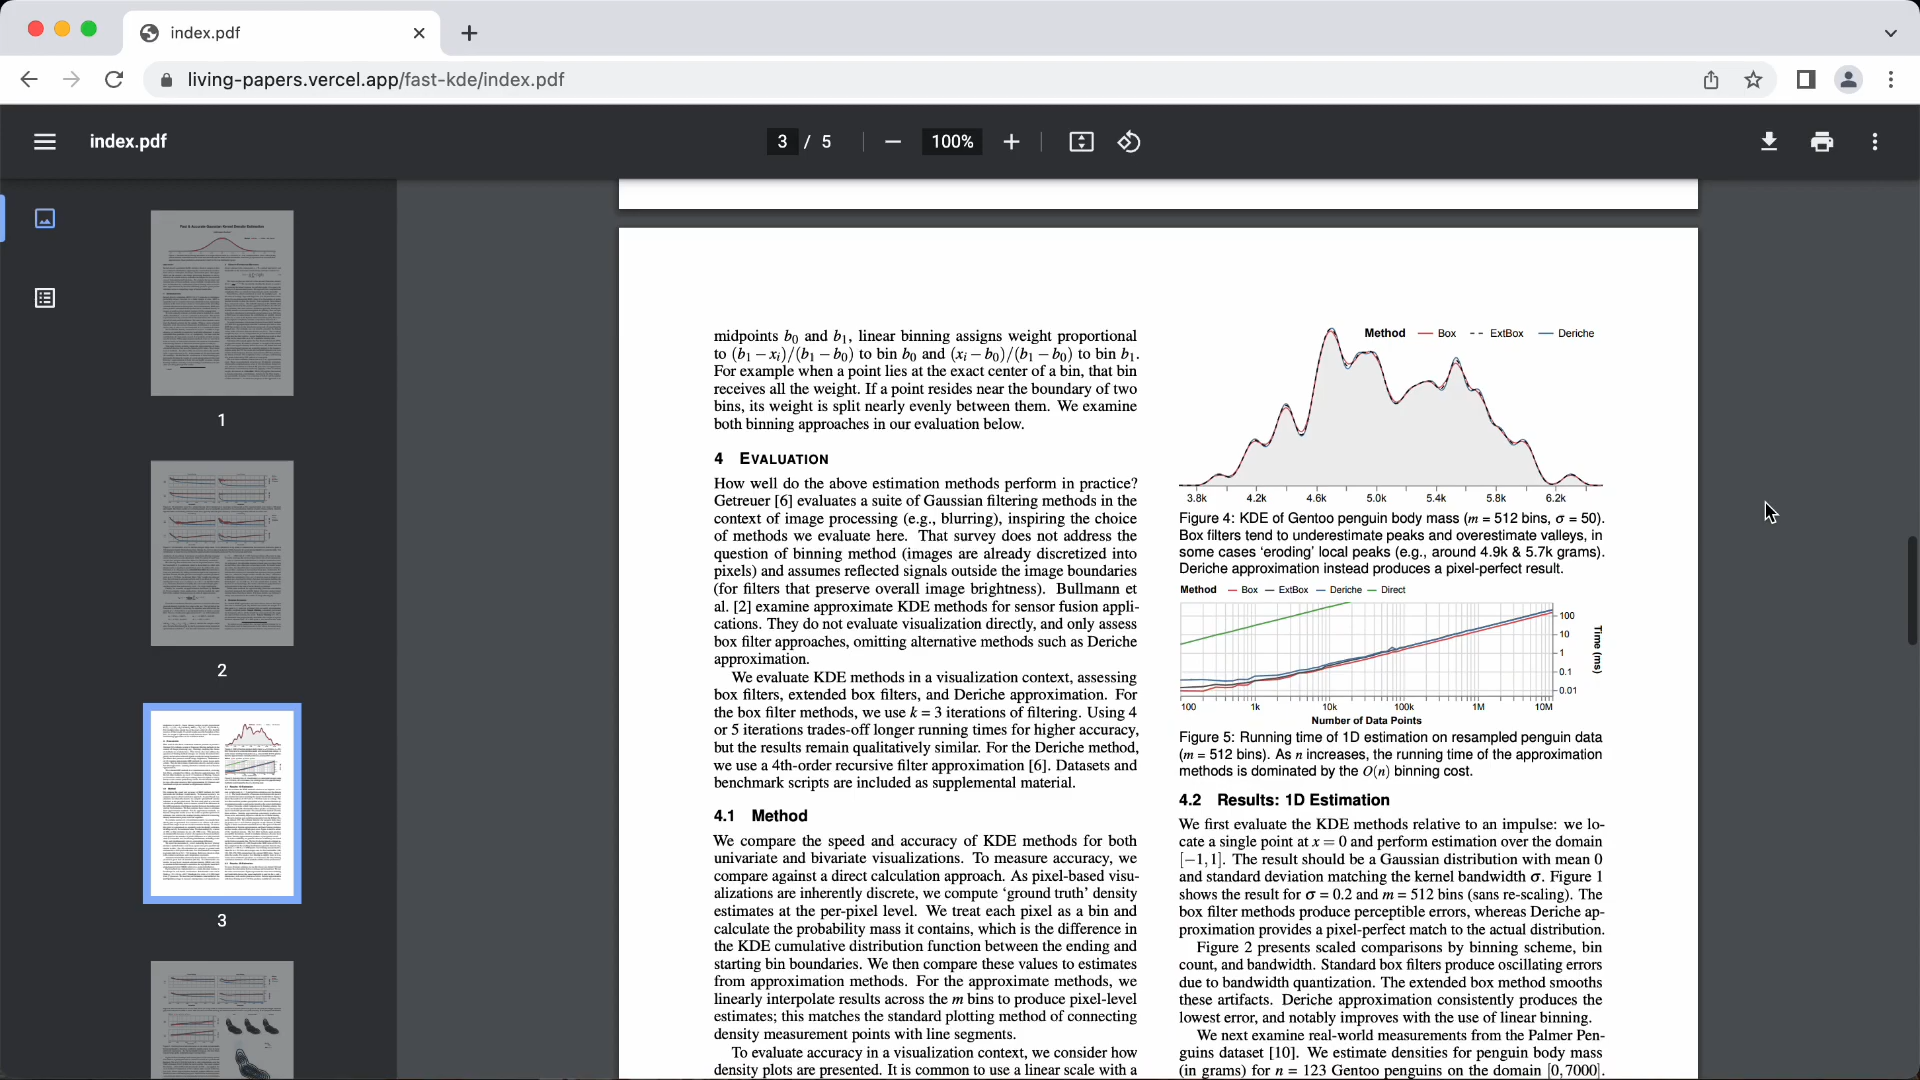 index.pdf
living-papers.vercel.app/fast-kde/index.pdf
index.pdf
3 / 5
100%
1
2
3
midpoints b₀ and b₁, linear binning assigns weight proportional
to (b₁ − xᵢ)/(b₁ − b₀) to bin b₀ and (xᵢ − b₀)/(b₁ − b₀) to bin b₁.
For example when a point lies at the exact center of a bin, that bin
receives all the weight. If a point resides near the boundary of two
bins, its weight is split nearly evenly between them. We examine
both binning approaches in our evaluation below.
4 EVALUATION
How well do the above estimation methods perform in practice?
Getreuer [6] evaluates a suite of Gaussian filtering methods in the
context of image processing (e.g., blurring), inspiring the choice
of methods we evaluate here. That survey does not address the
question of binning method (images are already discretized into
pixels) and assumes reflected signals outside the image boundaries
(for filters that preserve overall image brightness). Bullmann et
al. [2] examine approximate KDE methods for sensor fusion appli-
cations. They do not evaluate visualization directly, and only assess
box filter approaches, omitting alternative methods such as Deriche
approximation.
We evaluate KDE methods in a visualization context, assessing
box filters, extended box filters, and Deriche approximation. For
the box filter methods, we use k = 3 iterations of filtering. Using 4
or 5 iterations trades-off longer running times for higher accuracy,
but the results remain qualitatively similar. For the Deriche method,
we use a 4th-order recursive filter approximation [6]. Datasets and
benchmark scripts are included as supplemental material.
4.1 Method
We compare the speed and accuracy of KDE methods for both
univariate and bivariate visualizations. To measure accuracy, we
compare against a direct calculation approach. As pixel-based visu-
alizations are inherently discrete, we compute ‘ground truth’ density
estimates at the per-pixel level. We treat each pixel as a bin and
calculate the probability mass it contains, which is the difference in
the KDE cumulative distribution function between the ending and
starting bin boundaries. We then compare these values to estimates
from approximation methods. For the approximate methods, we
linearly interpolate results across the m bins to produce pixel-level
estimates; this matches the standard plotting method of connecting
density measurement points with line segments.
To evaluate accuracy in a visualization context, we consider how
density plots are presented. It is common to use a linear scale with a
Method Box ExtBox Deriche
3.8k 4.2k 4.6k 5.0k 5.4k 5.8k 6.2k
Figure 4: KDE of Gentoo penguin body mass (m = 512 bins, σ = 50).
Box filters tend to underestimate peaks and overestimate valleys, in
some cases ‘eroding’ local peaks (e.g., around 4.9k & 5.7k grams).
Deriche approximation instead produces a pixel-perfect result.
Method Box ExtBox Deriche Direct
100
10
1
0.1
0.01
Time (ms)
100 1k 10k 100k 1M 10M
Number of Data Points
Figure 5: Running time of 1D estimation on resampled penguin data
(m = 512 bins). As n increases, the running time of the approximation
methods is dominated by the O(n) binning cost.
4.2 Results: 1D Estimation
We first evaluate the KDE methods relative to an impulse: we lo-
cate a single point at x = 0 and perform estimation over the domain
[−1, 1]. The result should be a Gaussian distribution with mean 0
and standard deviation matching the kernel bandwidth σ. Figure 1
shows the result for σ = 0.2 and m = 512 bins (sans re-scaling). The
box filter methods produce perceptible errors, whereas Deriche ap-
proximation provides a pixel-perfect match to the actual distribution.
Figure 2 presents scaled comparisons by binning scheme, bin
count, and bandwidth. Standard box filters produce oscillating errors
due to bandwidth quantization. The extended box method smooths
these artifacts. Deriche approximation consistently produces the
lowest error, and notably improves with the use of linear binning.
We next examine real-world measurements from the Palmer Pen-
guins dataset [10]. We estimate densities for penguin body mass
(in grams) for n = 123 Gentoo penguins on the domain [0, 7000].